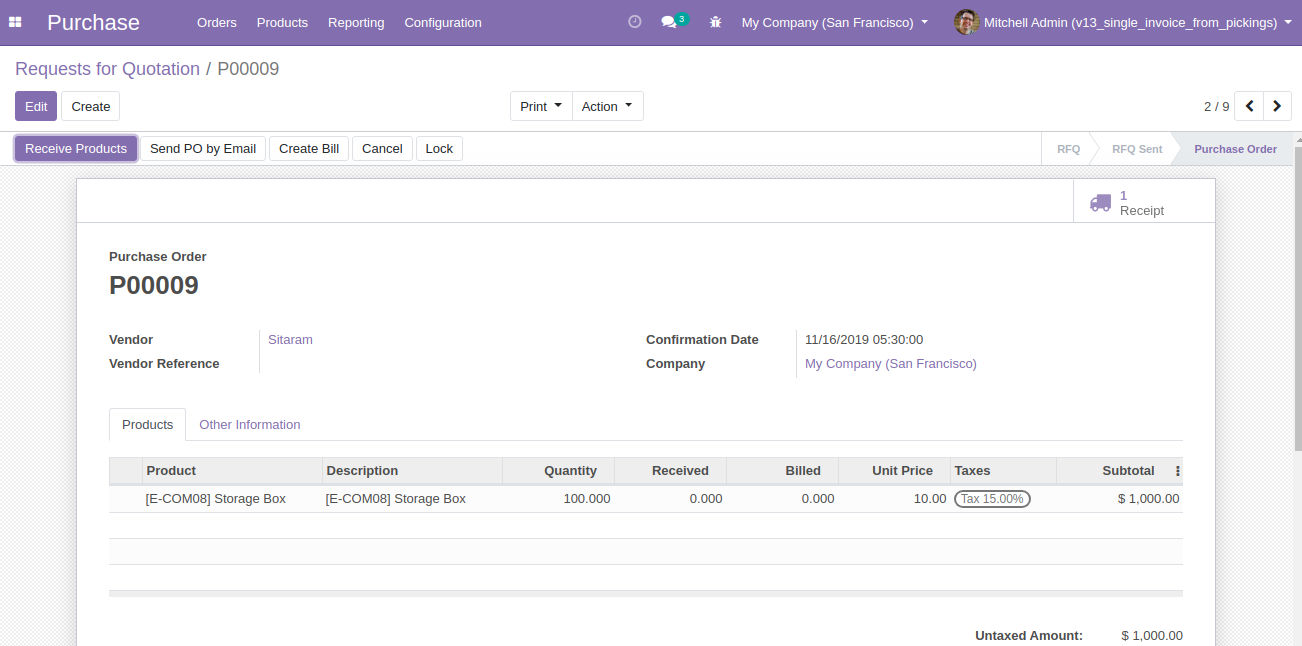 Purchase Orders Products Reporting Configuration 3 My Company (San Francisco) Mitchell Admin (v13_single_invoice_from_pickings)
Requests for Quotation / P00009
Edit Create Print Action 2 / 9
Receive Products Send PO by Email Create Bill Cancel Lock RFQ RFQ Sent Purchase Order
1
Receipt
Purchase Order
P00009
Vendor Sitaram Confirmation Date 11/16/2019 05:30:00
Vendor Reference Company My Company (San Francisco)
Products Other Information
Product Description Quantity Received Billed Unit Price Taxes Subtotal
[E-COM08] Storage Box [E-COM08] Storage Box 100.000 0.000 0.000 10.00 Tax 15.00% $ 1,000.00
Untaxed Amount: $ 1,000.00